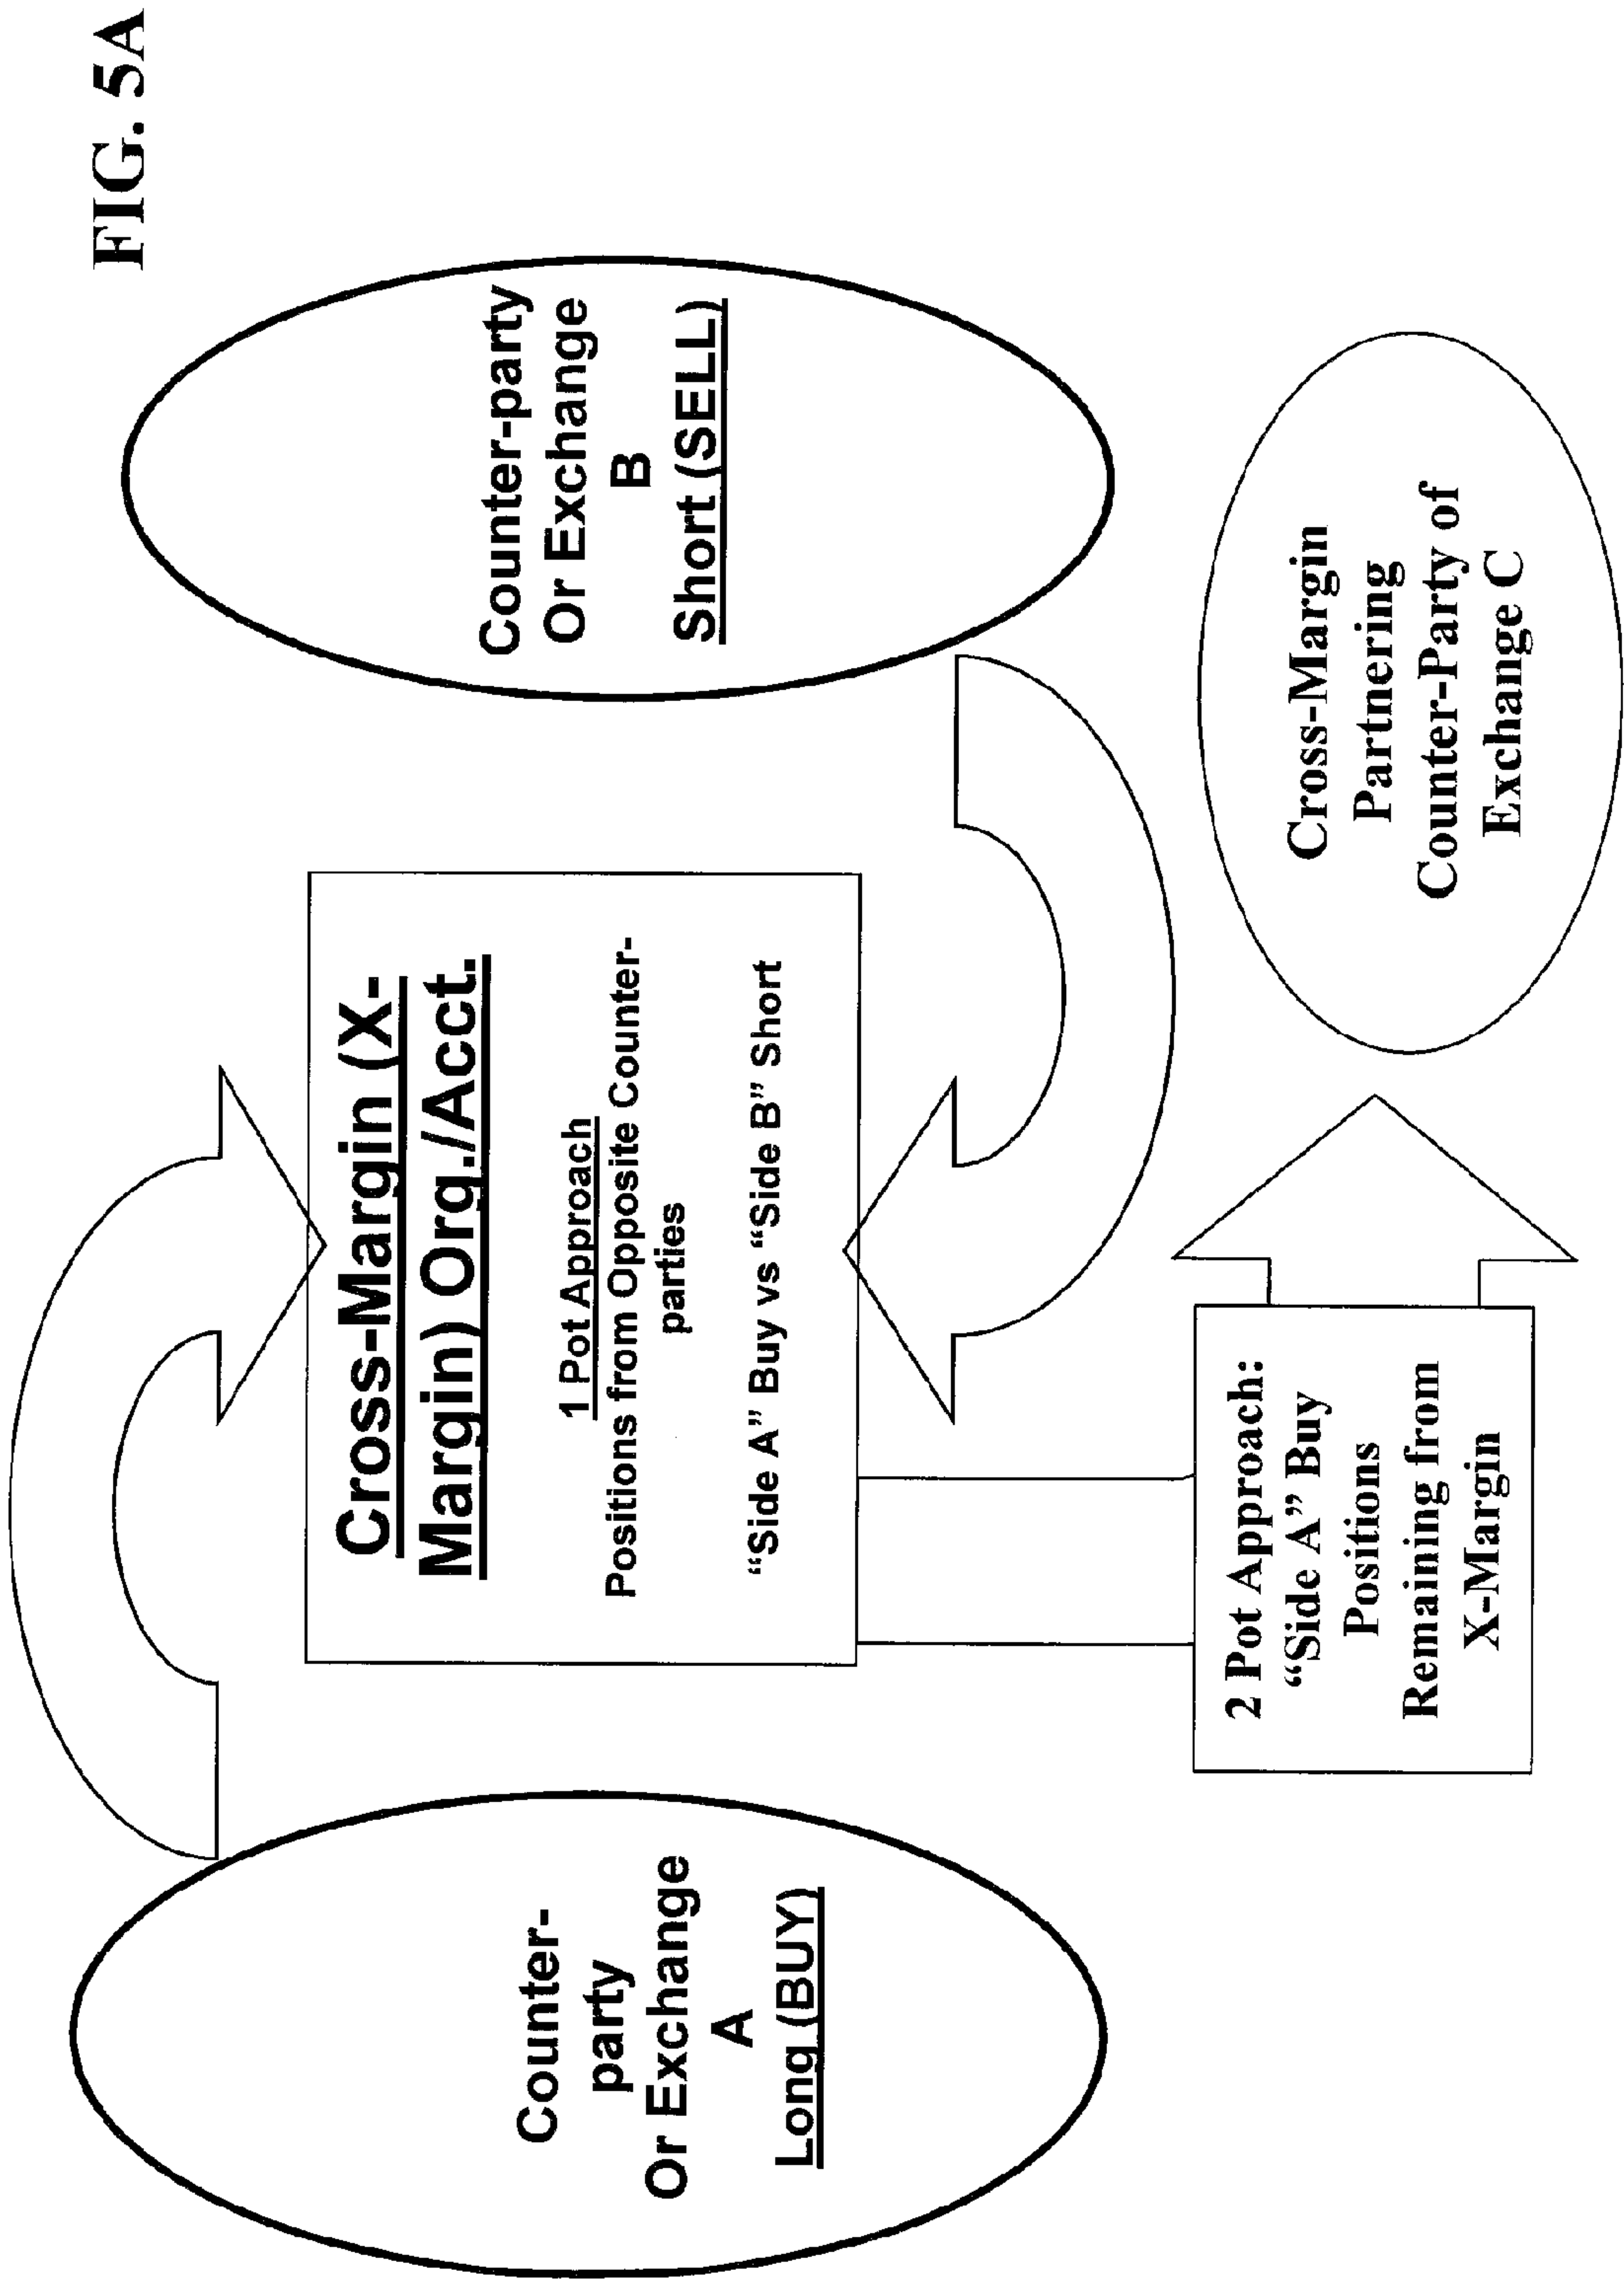 FIG. 5A
Counter-
party
Or Exchange
A
Long (BUY)
Cross-Margin (X-
Margin) Org./Acct.
1 Pot Approach
Positions from Opposite Counter-
parties
“Side A” Buy vs “Side B” Short
Counter-party
Or Exchange
B
Short (SELL)
2 Pot Approach:
“Side A” Buy
Positions
Remaining from
X-Margin
Cross-Margin
Partnering
Counter-Party of
Exchange C